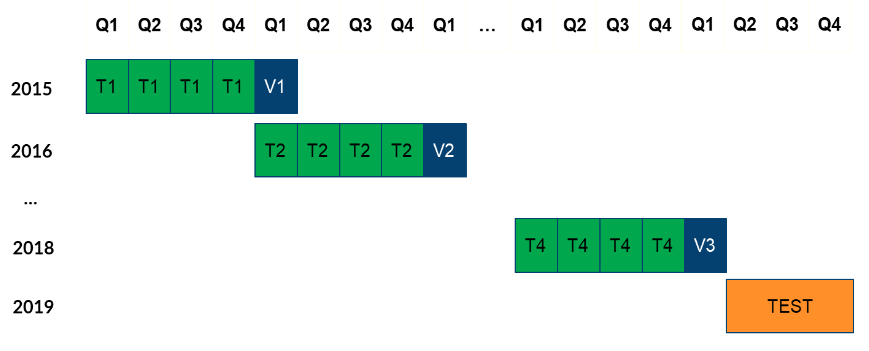 Q1 Q2 Q3 Q4 Q1 Q2 Q3 Q4 Q1 ... Q1 Q2 Q3 Q4 Q1 Q2 Q3 Q4
2015 T1 T1 T1 T1 V1
2016 T2 T2 T2 T2 V2
...
2018 T4 T4 T4 T4 V3
2019 TEST